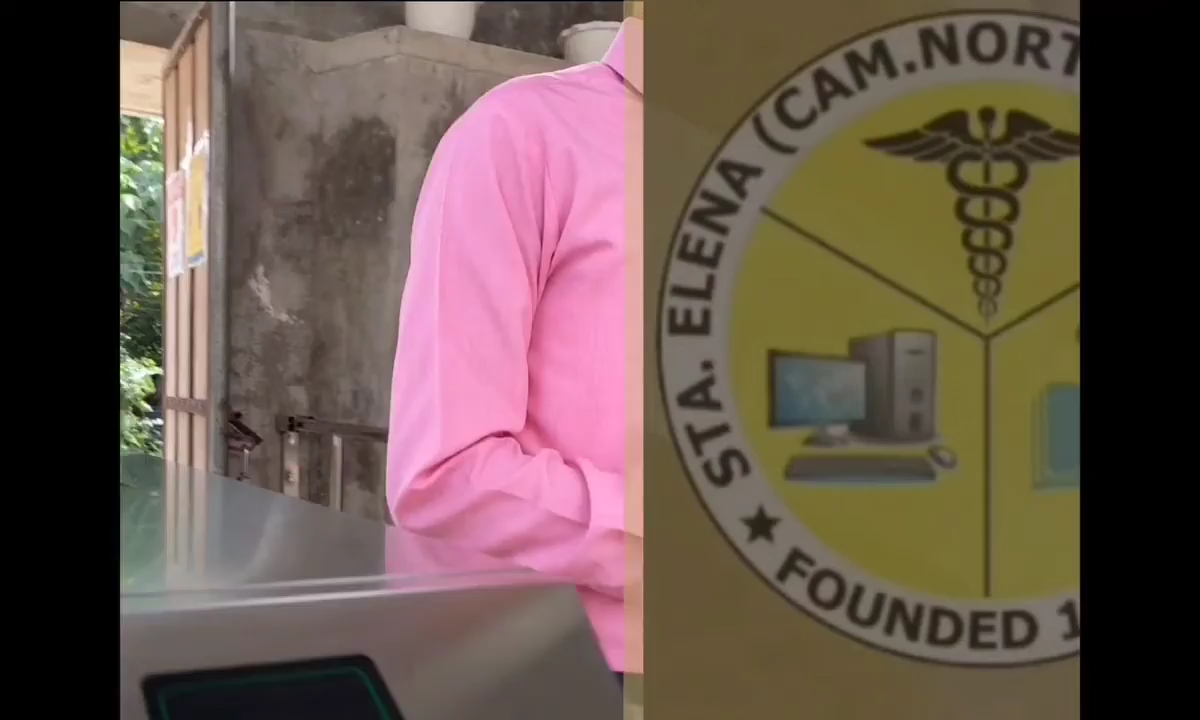 STA. ELENA (CAM.NORT
★ FOUNDED 1